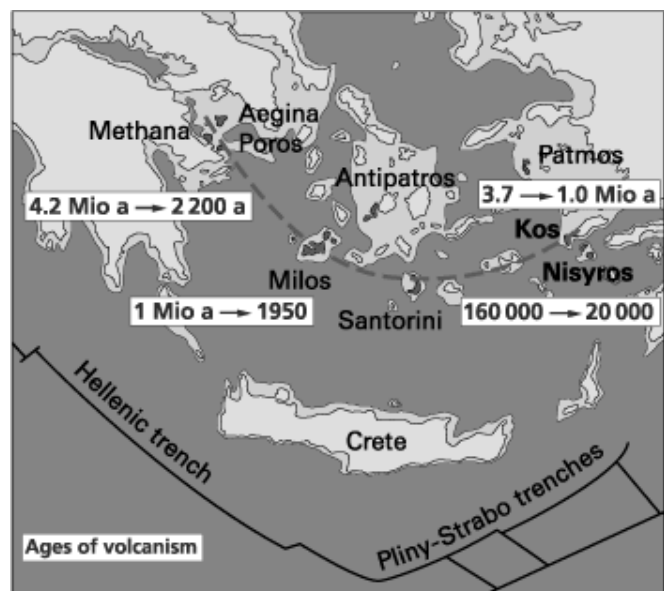 Aegina
Methana
Poros
Patmos
Antipatros
4.2 Mio a → 2 200 a
3.7 → 1.0 Mio a
Kos
Nisyros
Milos
1 Mio a → 1950
Santorini
160 000 → 20 000
Hellenic trench
Crete
Pliny-Strabo trenches
Ages of volcanism